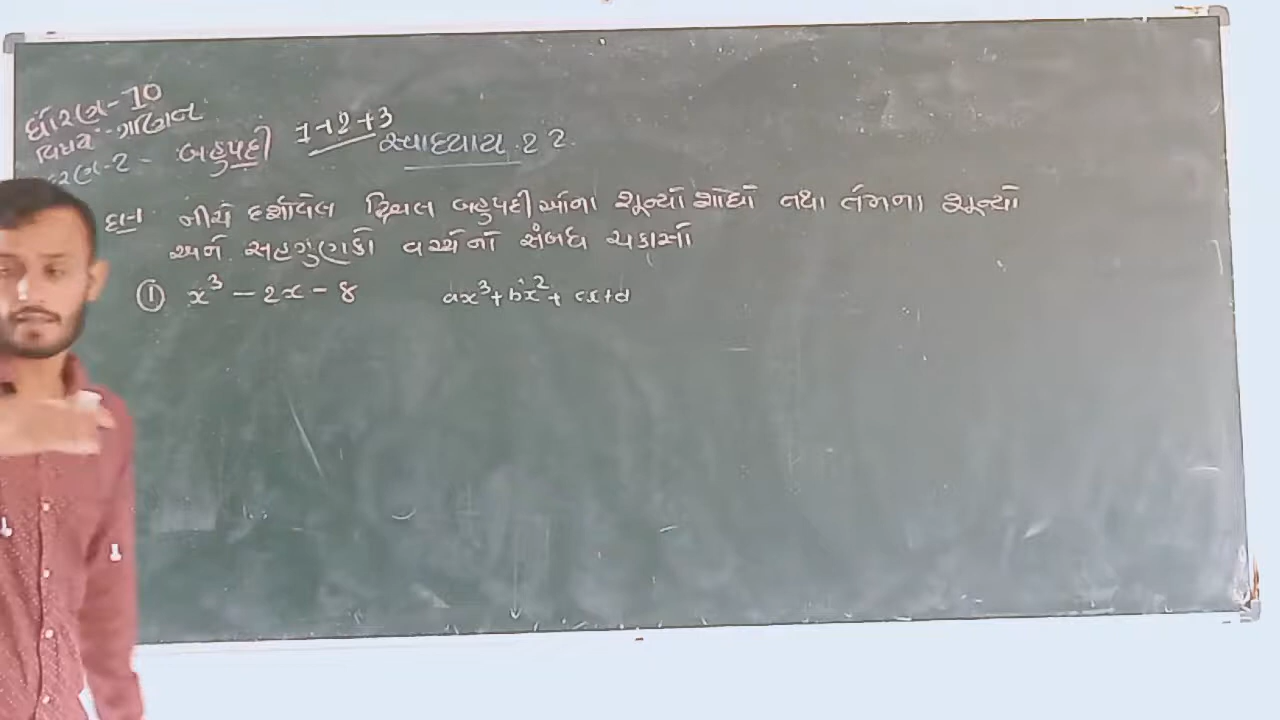 ધોરણ-10
વિષય-ગણિત
પ્રકરણ-2 - બહુપદી 1+2+3 સ્વાધ્યાય 2.2
દા-1 નીચે દર્શાવેલ દ્વિઘાત બહુપદીઓના શૂન્યો શોધો તથા તેમના શૂન્યો
અને સહગુણકો વચ્ચેનો સંબંધ ચકાસો
① x³ - 2x - 8 ax³+bx²+cx+d